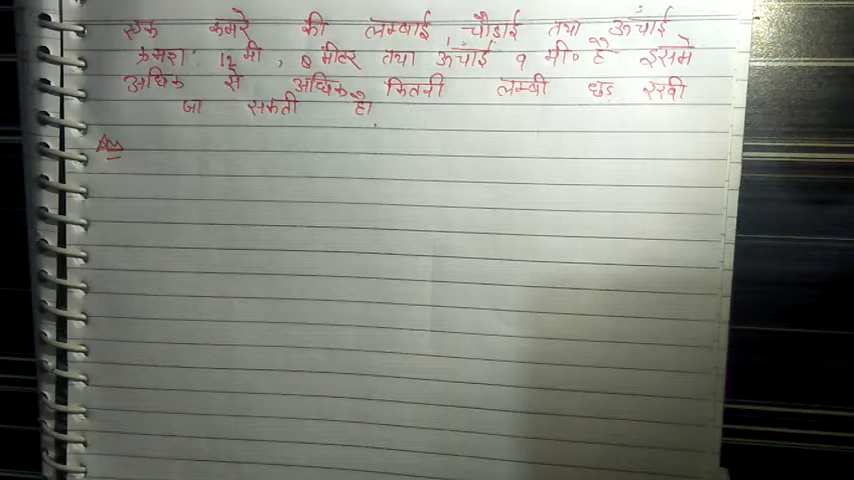 एक कमरे की लम्बाई, चौडाई तथा ऊँचाई
क्रमश: 12 मी , 8 मीटर तथा ऊँचाई 9 मी० है इसमे
अधिक से अधिक कितनी लम्बी छड़ रखी
जा सकती है।
Ans